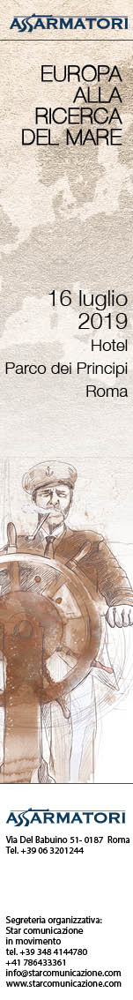 ASSARMATORI
EUROPA
ALLA
RICERCA
DEL MARE
16 luglio
2019
Hotel
Parco dei Principi
Roma
ASSARMATORI
Via Del Babuino 51- 0187 Roma
Tel. +39 06 3201244
Segreteria organizzativa:
Star comunicazione
in movimento
tel. +39 348 4144780
+41 786433361
info@starcomunicazione.com
www.starcomunicazione.com